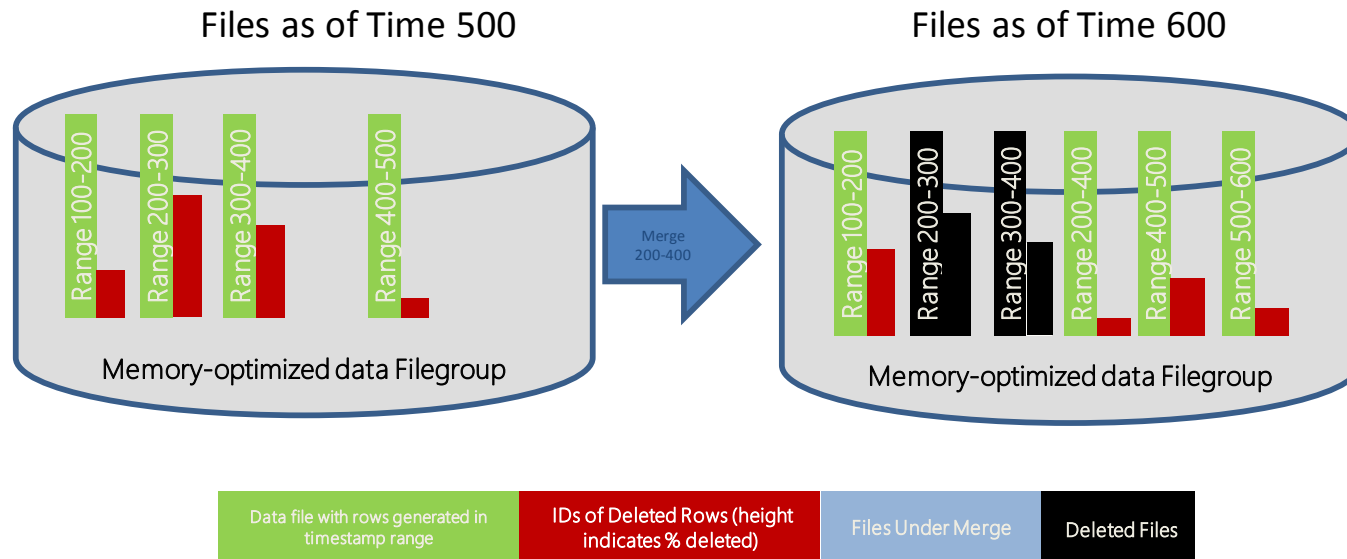 Files as of Time 500
Files as of Time 600
Range 100-200
Range 200-300
Range 300-400
Range 400-500
Memory-optimized data Filegroup
Merge
200-400
Range 100-200
Range 200-300
Range 300-400
Range 200-400
Range 400-500
Range 500-600
Memory-optimized data Filegroup
Data file with rows generated in
timestamp range
IDs of Deleted Rows (height
indicates % deleted)
Files Under Merge
Deleted Files